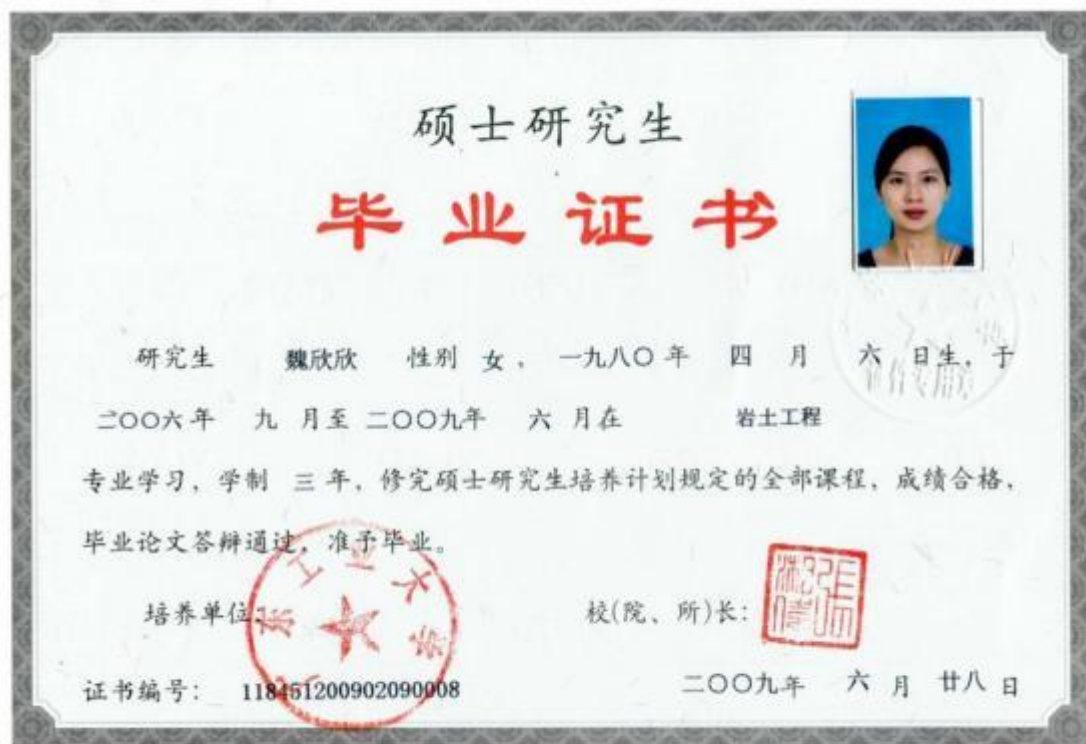 硕士研究生
毕业证书
研究生 魏欣欣 性别 女，一九八〇年 四 月 六 日生，于
二〇〇六年 九 月至 二〇〇九年 六 月在 岩土工程
专业学习，学制 三 年，修完硕士研究生培养计划规定的全部课程，成绩合格，
毕业论文答辩通过，准予毕业。
培养单位：
广东工业大学
校(院、所)长：
证书编号： 118451200902090008
二〇〇九年 六 月 廿八 日